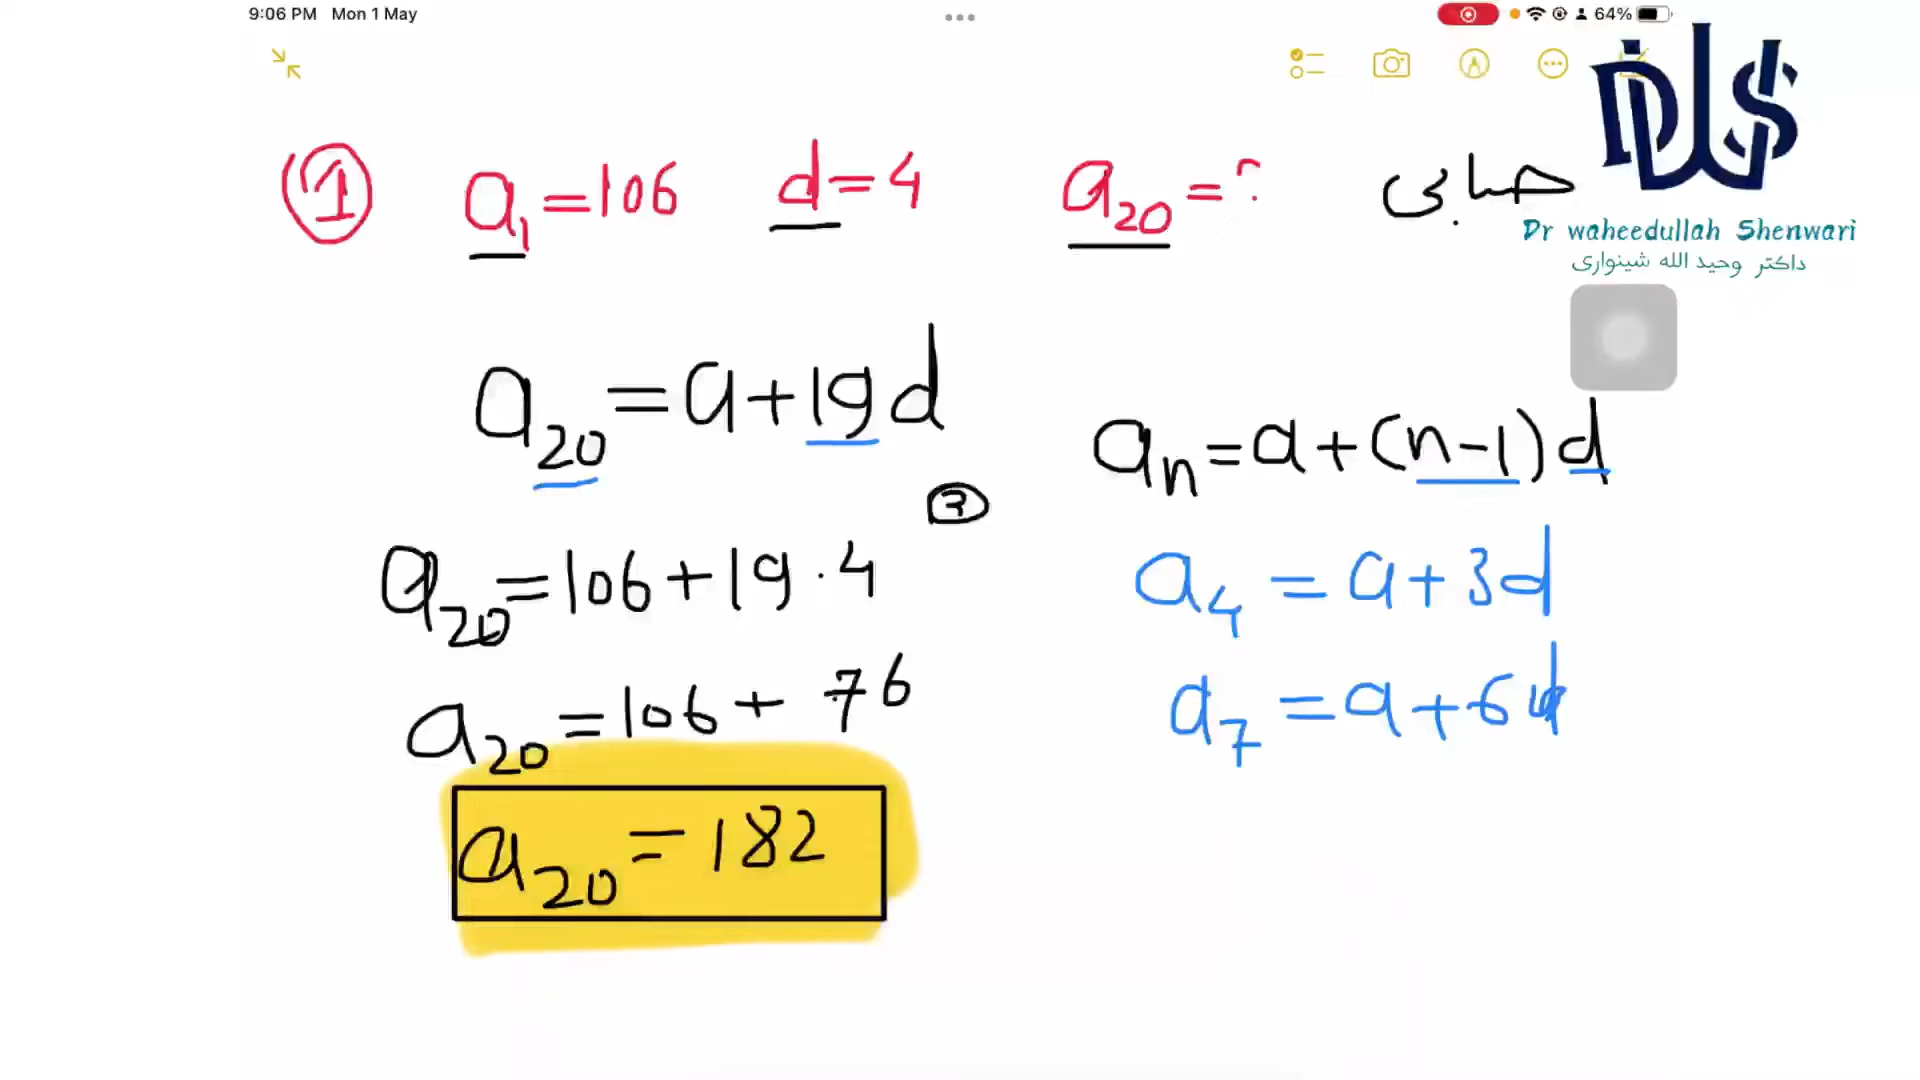 9:06 PM Mon 1 May
64%
DWS
① a₁ = 106 d = 4 a₂₀ = ? حسابی
Dr waheedullah Shenwari
داکتر وحید الله شینواری
a₂₀ = a + 19d
aₙ = a + (n-1)d
③
a₂₀ = 106 + 19 . 4
a₄ = a + 3d
a₂₀ = 106 + 76
a₇ = a + 6d
a₂₀ = 182